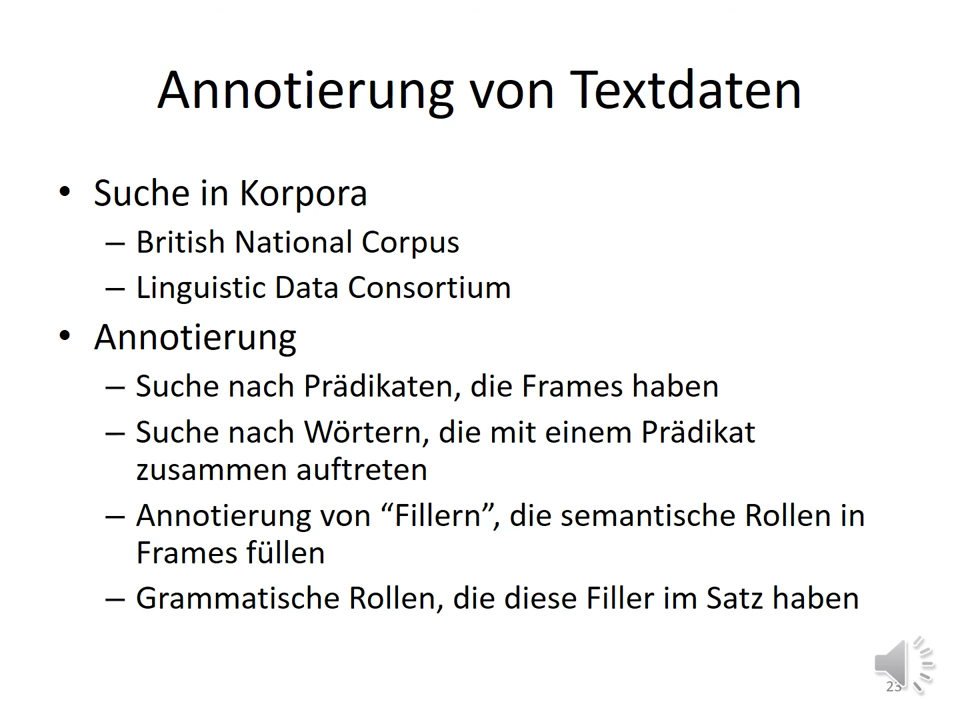 Annotierung von Textdaten
• Suche in Korpora
– British National Corpus
– Linguistic Data Consortium
• Annotierung
– Suche nach Prädikaten, die Frames haben
– Suche nach Wörtern, die mit einem Prädikat
zusammen auftreten
– Annotierung von “Fillern”, die semantische Rollen in
Frames füllen
– Grammatische Rollen, die diese Filler im Satz haben
23